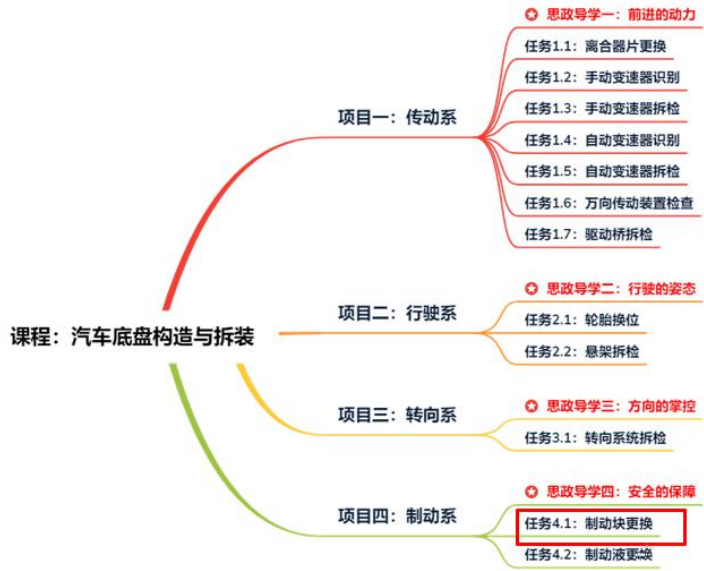 课程：汽车底盘构造与拆装
项目一：传动系
思政导学一：前进的动力
任务1.1：离合器片更换
任务1.2：手动变速器识别
任务1.3：手动变速器拆检
任务1.4：自动变速器识别
任务1.5：自动变速器拆检
任务1.6：万向传动装置检查
任务1.7：驱动桥拆检
项目二：行驶系
思政导学二：行驶的姿态
任务2.1：轮胎换位
任务2.2：悬架拆检
项目三：转向系
思政导学三：方向的掌控
任务3.1：转向系统拆检
项目四：制动系
思政导学四：安全的保障
任务4.1：制动块更换
任务4.2：制动液更换